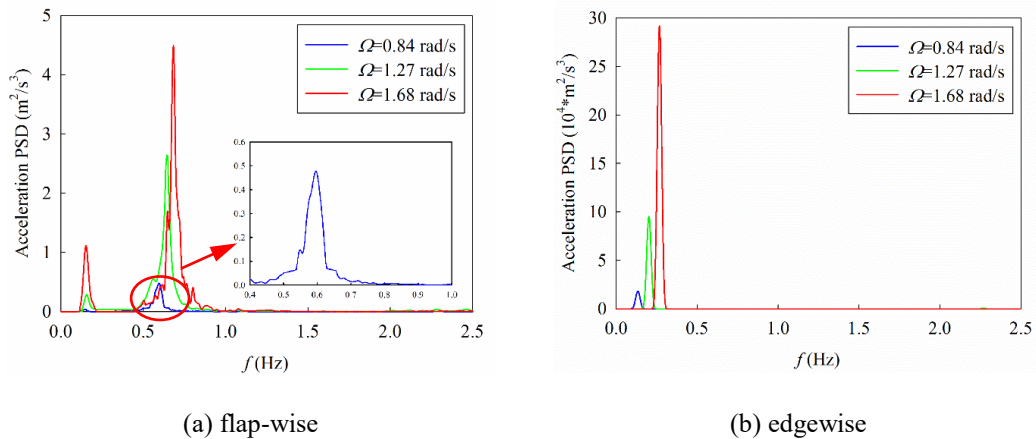 5
4
3
2
1
0
Acceleration PSD (m²/s³)
Ω=0.84 rad/s
Ω=1.27 rad/s
Ω=1.68 rad/s
0.6
0.5
0.4
0.3
0.2
0.1
0.0
0.4 0.5 0.6 0.7 0.8 0.9 1.0
0.0 0.5 1.0 1.5 2.0 2.5
f (Hz)
(a) flap-wise
30
25
20
15
10
5
0
Acceleration PSD (10⁴*m²/s³)
Ω=0.84 rad/s
Ω=1.27 rad/s
Ω=1.68 rad/s
0.0 0.5 1.0 1.5 2.0 2.5
f (Hz)
(b) edgewise